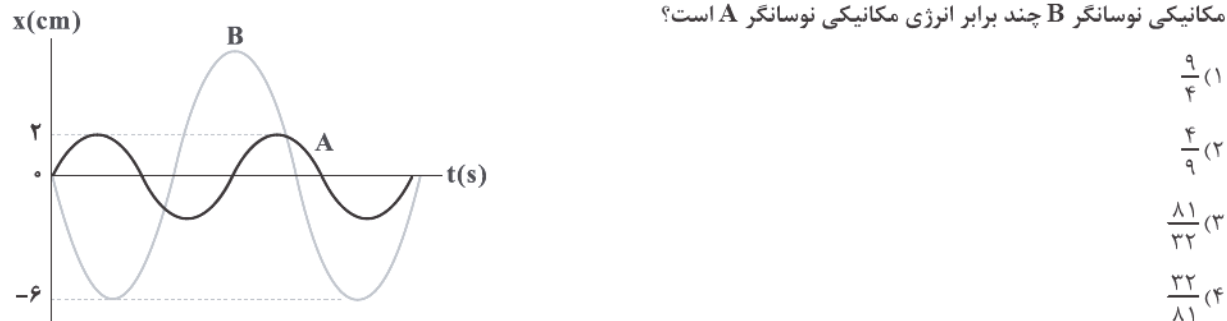 مکانیکی نوسانگر B چند برابر انرژی مکانیکی نوسانگر A است؟
x(cm)
B
۲
A
۰
t(s)
-۶
۱) ۹/۴
۲) ۴/۹
۳) ۸۱/۳۲
۴) ۳۲/۸۱